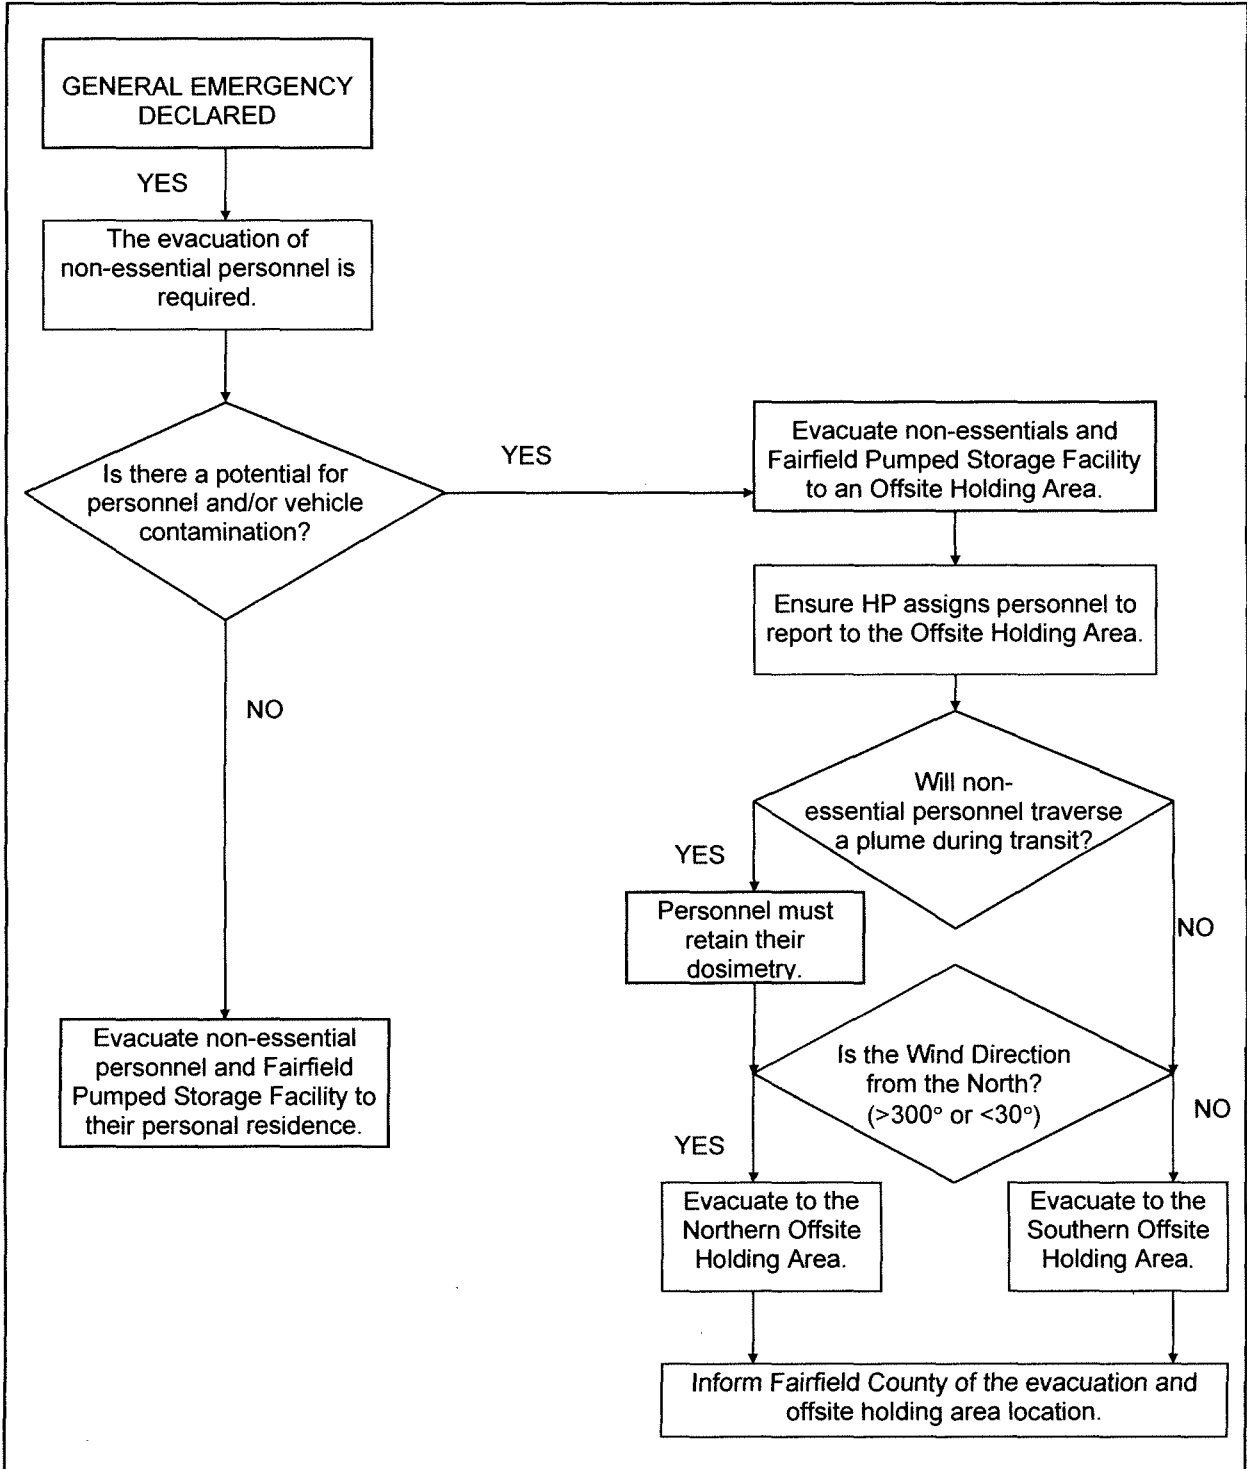 GENERAL EMERGENCY
DECLARED
YES
The evacuation of
non-essential personnel is
required.
Is there a potential for
personnel and/or vehicle
contamination?
YES
Evacuate non-essentials and
Fairfield Pumped Storage Facility
to an Offsite Holding Area.
Ensure HP assigns personnel to
report to the Offsite Holding Area.
NO
Will non-
essential personnel traverse
a plume during transit?
YES
Personnel must
retain their
dosimetry.
NO
Evacuate non-essential
personnel and Fairfield
Pumped Storage Facility to
their personal residence.
Is the Wind Direction
from the North?
(>300° or <30°)
YES
NO
Evacuate to the
Northern Offsite
Holding Area.
Evacuate to the
Southern Offsite
Holding Area.
Inform Fairfield County of the evacuation and
offsite holding area location.